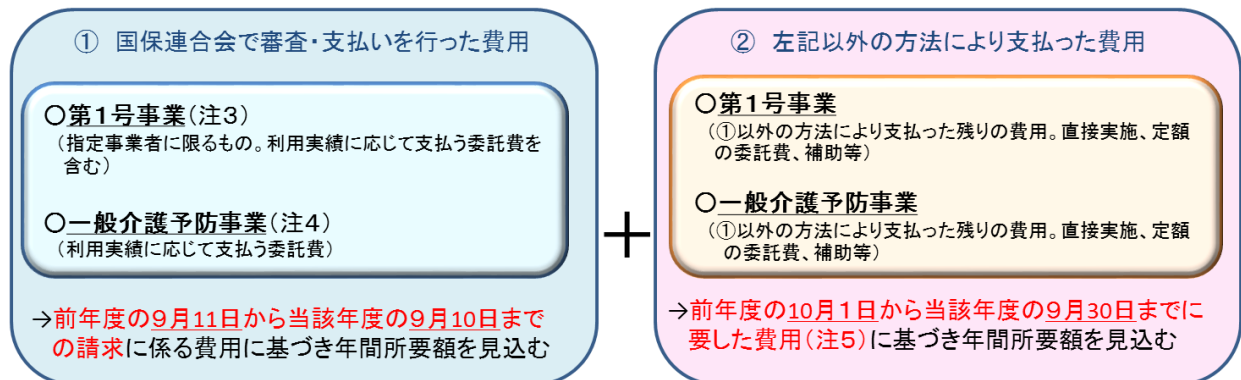 ① 国保連合会で審査・支払いを行った費用
○第1号事業(注3)
(指定事業者に限るもの。利用実績に応じて支払う委託費を
含む)
○一般介護予防事業(注4)
(利用実績に応じて支払う委託費)
→前年度の9月11日から当該年度の9月10日まで
の請求に係る費用に基づき年間所要額を見込む
＋
② 左記以外の方法により支払った費用
○第1号事業
(①以外の方法により支払った残りの費用。直接実施、定額
の委託費、補助等)
○一般介護予防事業
(①以外の方法により支払った残りの費用。直接実施、定額
の委託費、補助等)
→前年度の10月1日から当該年度の9月30日までに
要した費用(注5)に基づき年間所要額を見込む